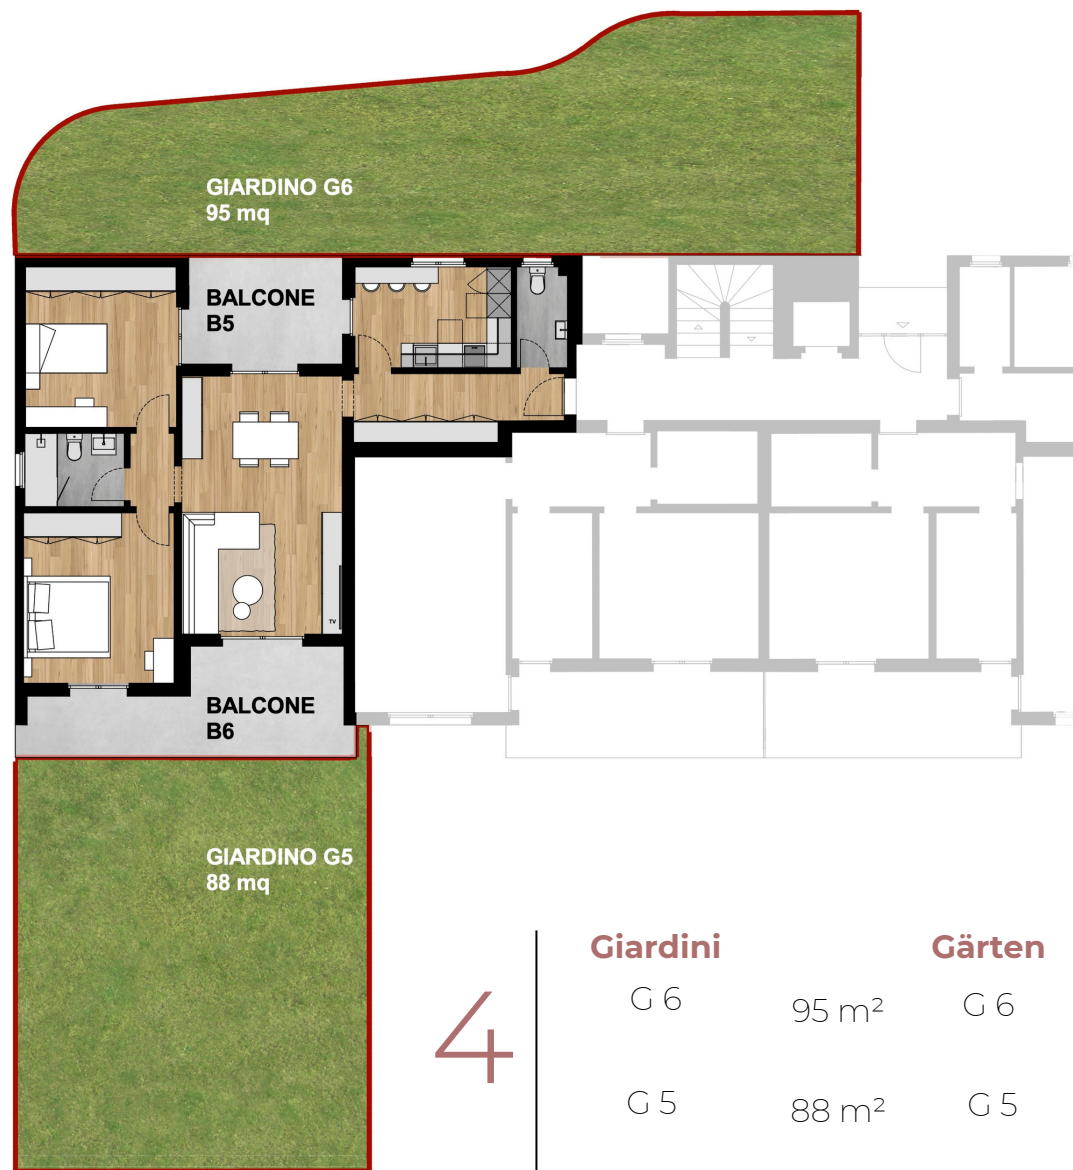 GIARDINO G6
95 mq
BALCONE
B5
TV
BALCONE
B6
GIARDINO G5
88 mq
4
Giardini Gärten
G 6 95 m² G 6
G 5 88 m² G 5